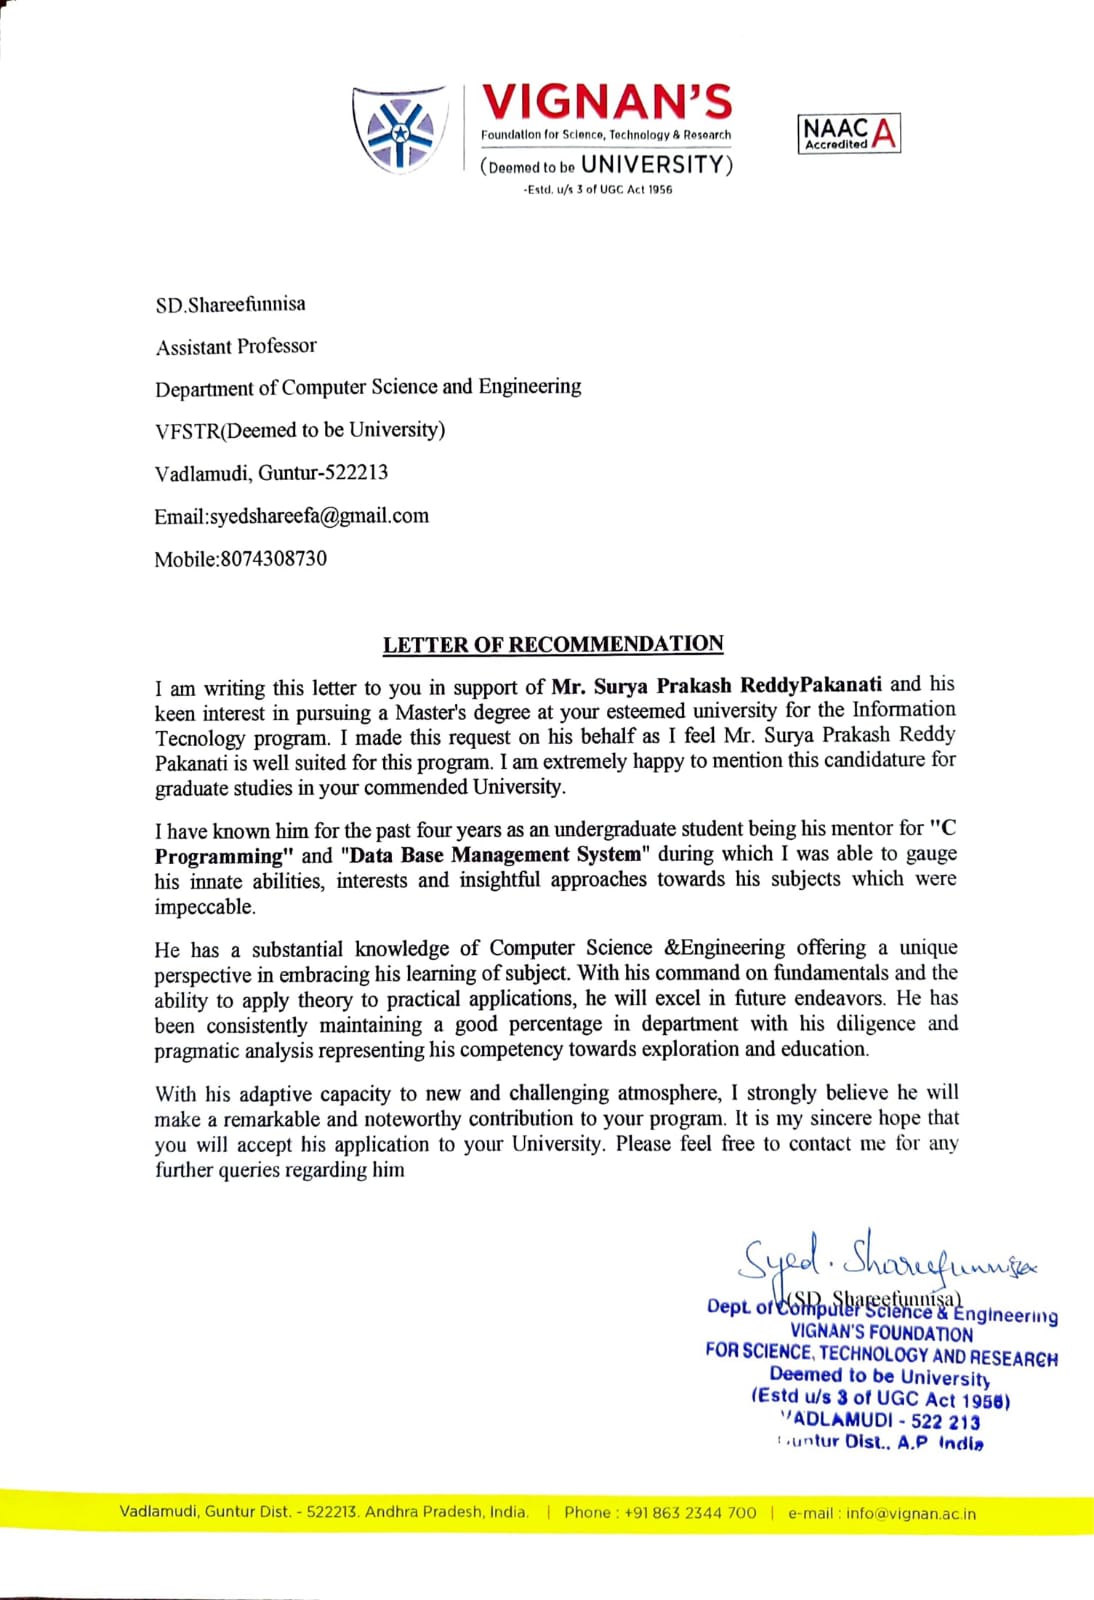 VIGNAN'S
Foundation for Science, Technology & Research
(Deemed to be UNIVERSITY)
-Estd. u/s 3 of UGC Act 1956
NAAC A
Accredited
SD.Shareefunnisa
Assistant Professor
Department of Computer Science and Engineering
VFSTR(Deemed to be University)
Vadlamudi, Guntur-522213
Email:syedshareefa@gmail.com
Mobile:8074308730
LETTER OF RECOMMENDATION
I am writing this letter to you in support of Mr. Surya Prakash ReddyPakanati and his
keen interest in pursuing a Master's degree at your esteemed university for the Information
Tecnology program. I made this request on his behalf as I feel Mr. Surya Prakash Reddy
Pakanati is well suited for this program. I am extremely happy to mention this candidature for
graduate studies in your commended University.
I have known him for the past four years as an undergraduate student being his mentor for "C
Programming" and "Data Base Management System" during which I was able to gauge
his innate abilities, interests and insightful approaches towards his subjects which were
impeccable.
He has a substantial knowledge of Computer Science &Engineering offering a unique
perspective in embracing his learning of subject. With his command on fundamentals and the
ability to apply theory to practical applications, he will excel in future endeavors. He has
been consistently maintaining a good percentage in department with his diligence and
pragmatic analysis representing his competency towards exploration and education.
With his adaptive capacity to new and challenging atmosphere, I strongly believe he will
make a remarkable and noteworthy contribution to your program. It is my sincere hope that
you will accept his application to your University. Please feel free to contact me for any
further queries regarding him
Syed. Shareefunnisa
(SD. Shareefunnisa)
Dept. of Computer Science & Engineering
VIGNAN'S FOUNDATION
FOR SCIENCE, TECHNOLOGY AND RESEARCH
Deemed to be University
(Estd u/s 3 of UGC Act 1956)
VADLAMUDI - 522 213
Guntur Dist., A.P India
Vadlamudi, Guntur Dist. - 522213. Andhra Pradesh, India. | Phone : +91 863 2344 700 | e-mail : info@vignan.ac.in